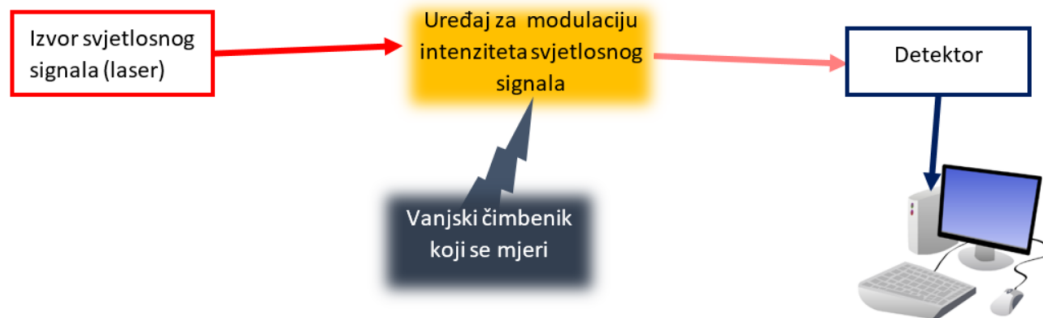 Izvor svjetlosnog
signala (laser)
Uređaj za modulaciju
intenziteta svjetlosnog
signala
Detektor
Vanjski čimbenik
koji se mjeri